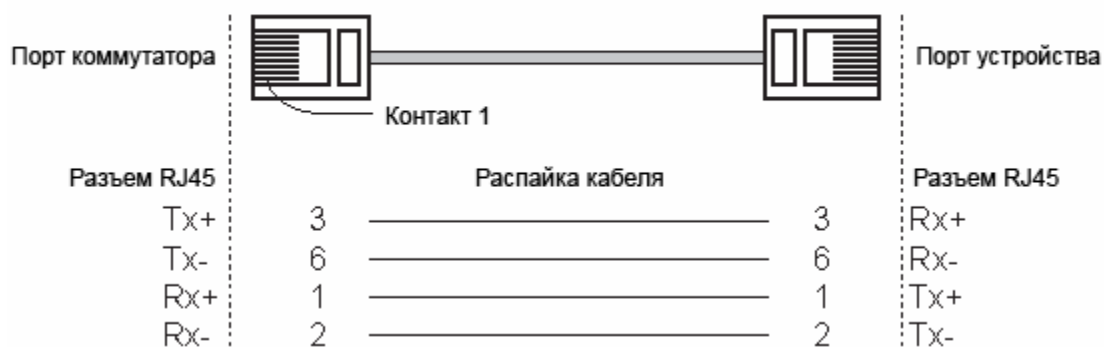 Порт коммутатора Порт устройства
Контакт 1
Разъем RJ45 Распайка кабеля Разъем RJ45
Tx+ 3 3 Rx+
Tx- 6 6 Rx-
Rx+ 1 1 Tx+
Rx- 2 2 Tx-